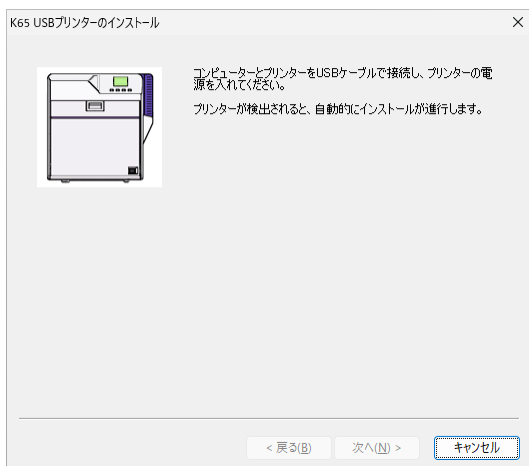 K65 USBプリンターのインストール
コンピューターとプリンターをUSBケーブルで接続し、プリンターの電
源を入れてください。
プリンターが検出されると、自動的にインストールが進行します。
< 戻る(B)
次へ(N) >
キャンセル